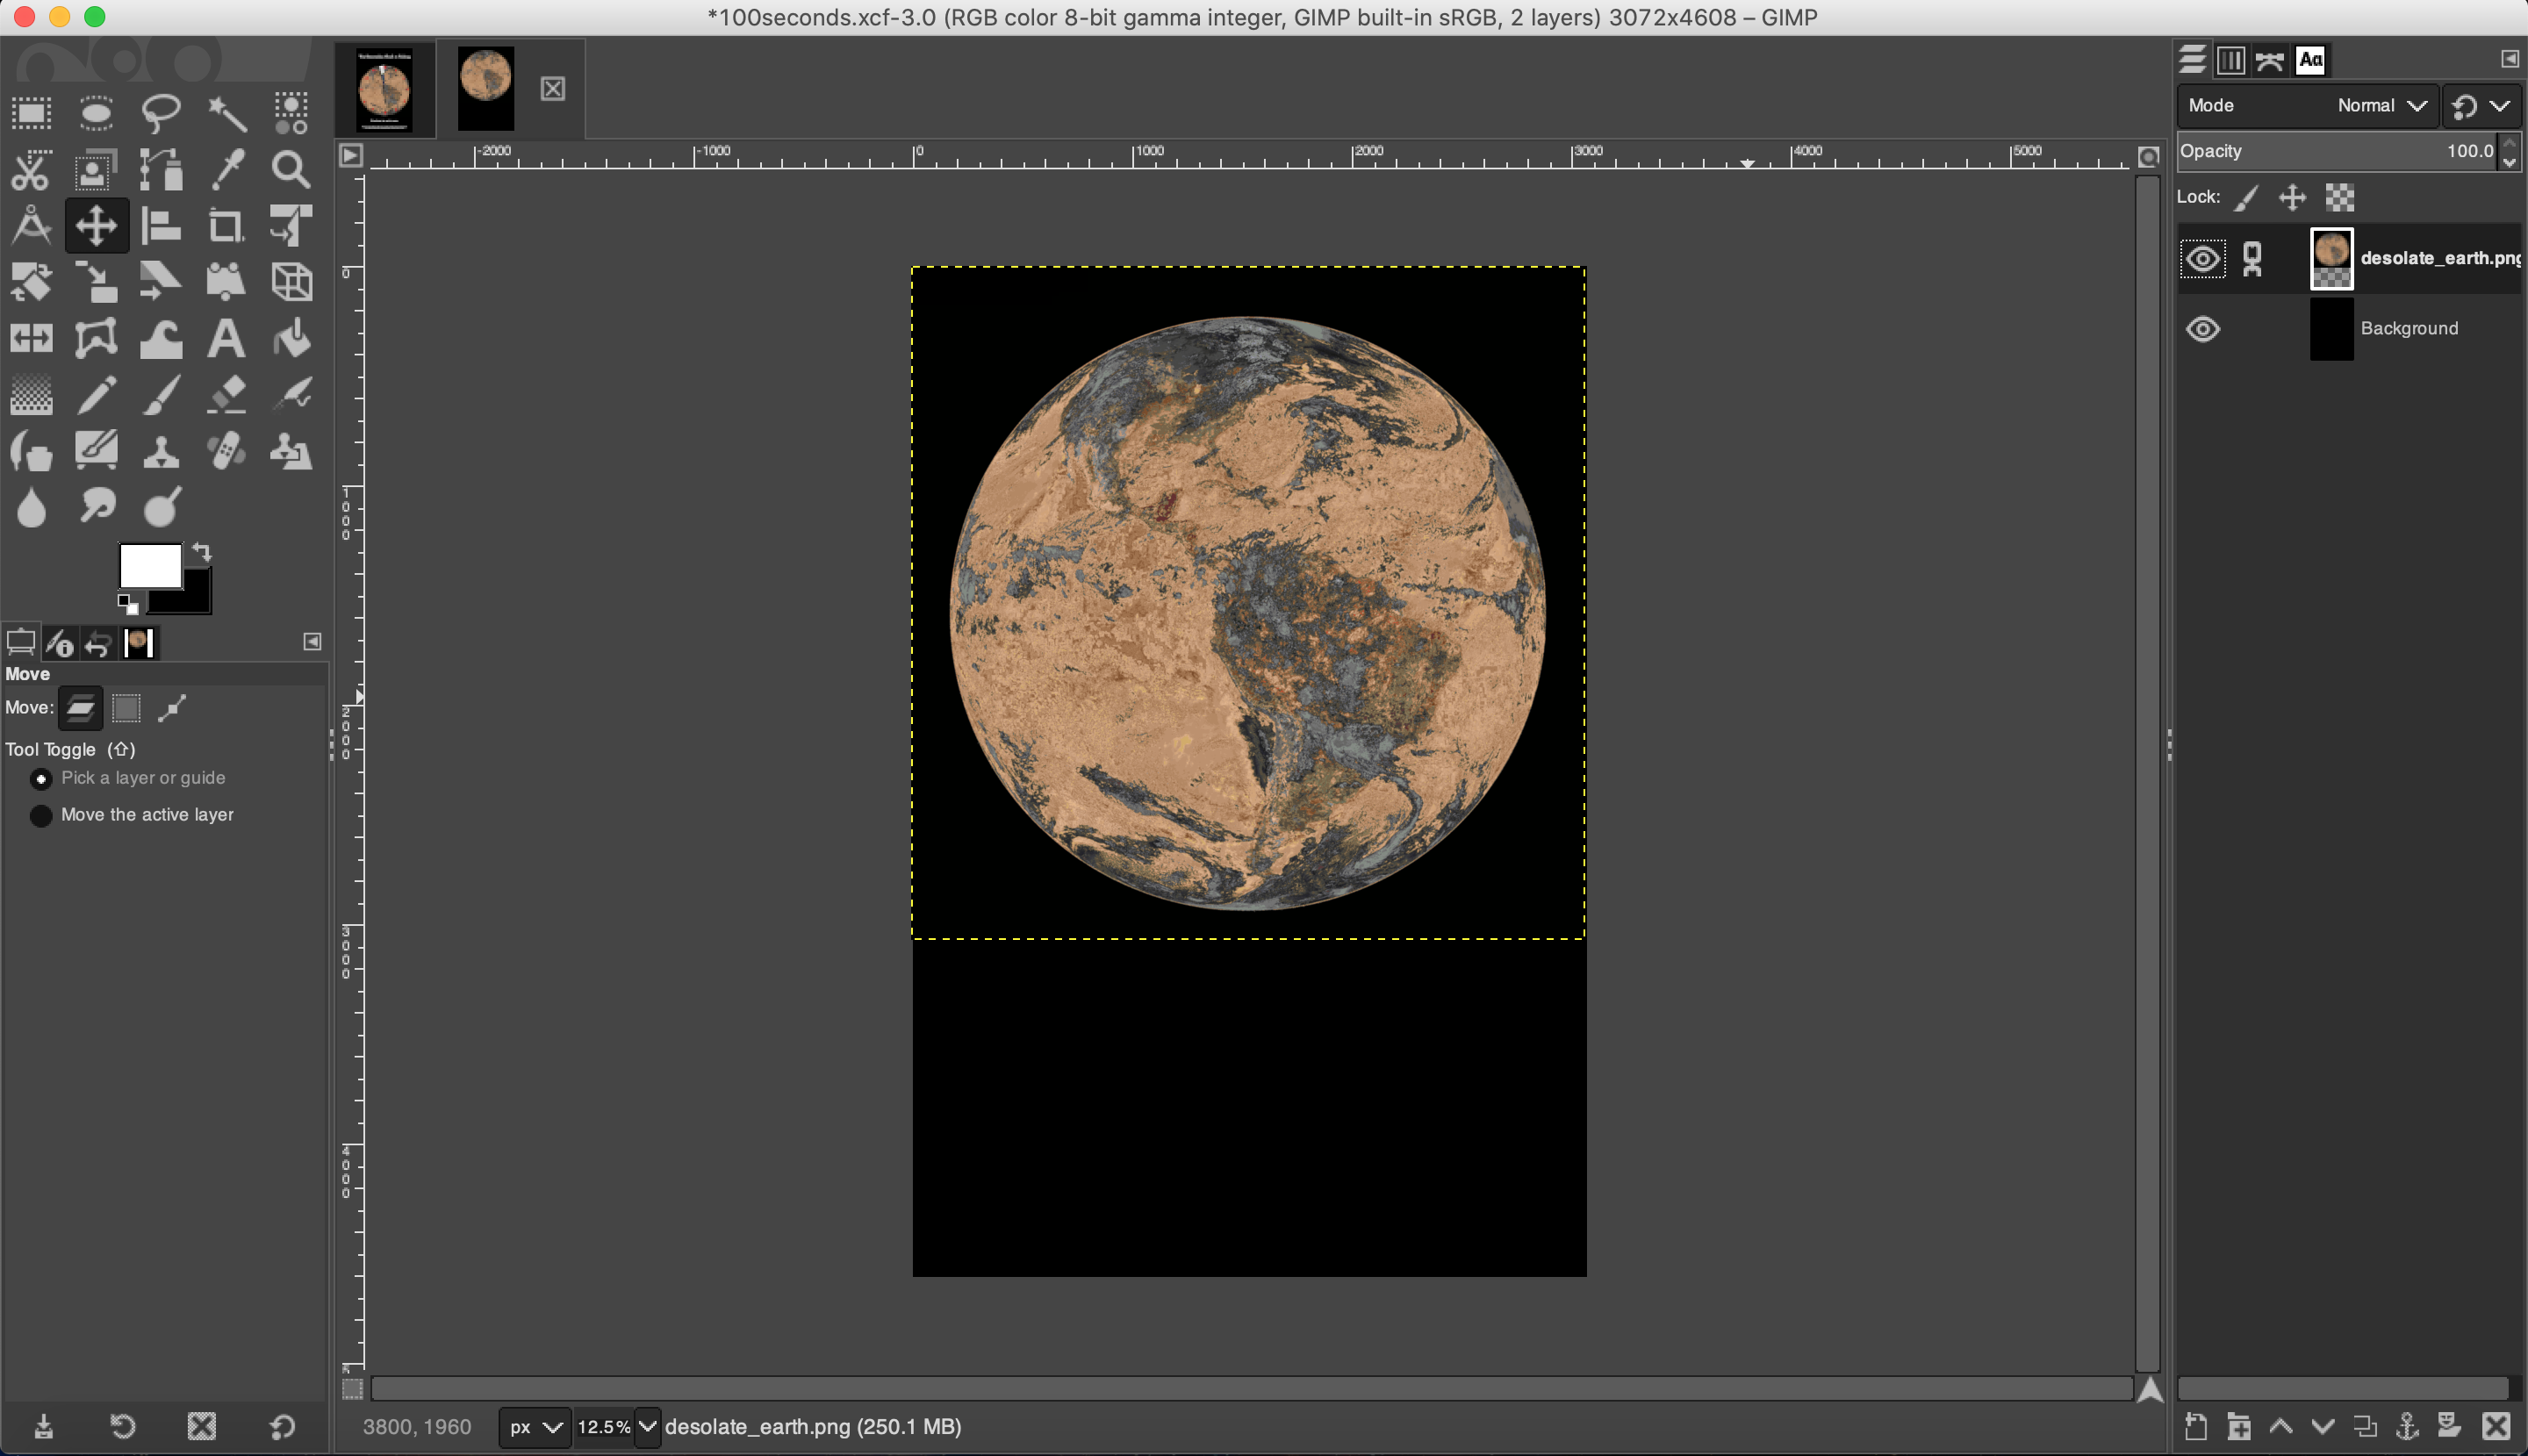 *100seconds.xcf-3.0 (RGB color 8-bit gamma integer, GIMP built-in sRGB, 2 layers) 3072x4608 – GIMP
Aa
Mode Normal
Opacity 100.0
Lock:
desolate_earth.png
Background
-2000 -1000 0 1000 2000 3000 4000 5000
0
1000
2000
3000
4000
Move
Move:
Tool Toggle (⇧)
Pick a layer or guide
Move the active layer
3800, 1960 px 12.5% desolate_earth.png (250.1 MB)